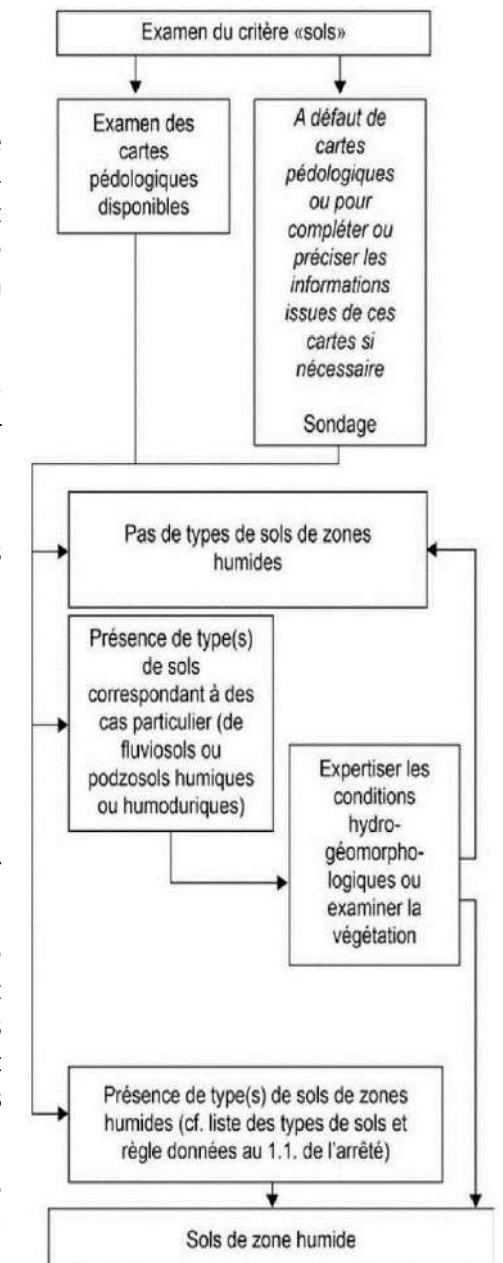 Examen du critère «sols»
Examen des
cartes
pédologiques
disponibles
A défaut de
cartes
pédologiques
ou pour
compléter ou
préciser les
informations
issues de ces
cartes si
nécessaire
Sondage
Pas de types de sols de zones
humides
Présence de type(s)
de sols
correspondant à des
cas particulier (de
fluviosols ou
podzosols humiques
ou humoduriques)
Expertiser les
conditions
hydro-
géomorpho-
logiques ou
examiner la
végétation
Présence de type(s) de sols de zones
humides (cf. liste des types de sols et
règle données au 1.1. de l'arrêté)
Sols de zone humide